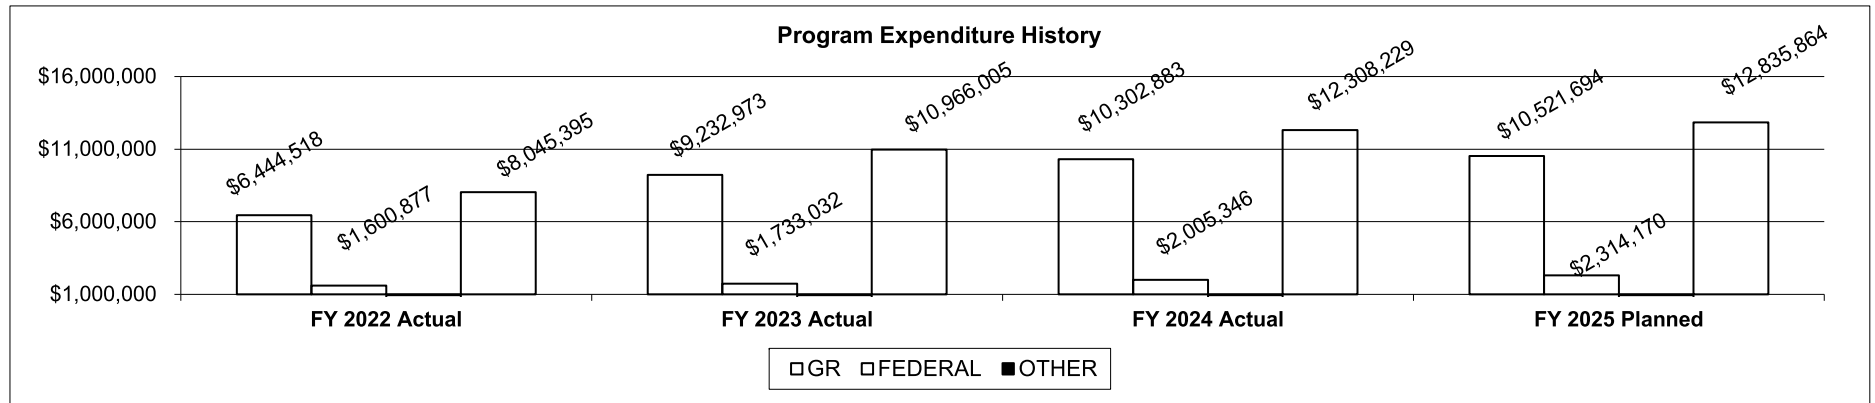 Program Expenditure History
$16,000,000
$11,000,000
$6,000,000
$1,000,000
$6,444,518
$1,600,877
$8,045,395
$9,232,973
$1,733,032
$10,966,005
$10,302,883
$2,005,346
$12,308,229
$10,521,694
$2,314,170
$12,835,864
FY 2022 Actual
FY 2023 Actual
FY 2024 Actual
FY 2025 Planned
GR FEDERAL OTHER